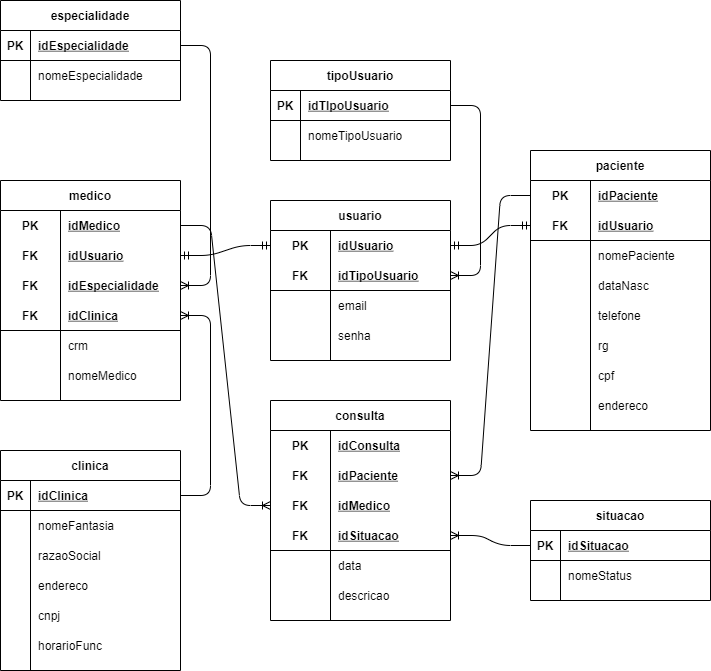 especialidade
PK idEspecialidade
nomeEspecialidade
tipoUsuario
PK idTIpoUsuario
nomeTipoUsuario
medico
PK idMedico
FK idUsuario
FK idEspecialidade
FK idClinica
crm
nomeMedico
usuario
PK idUsuario
FK idTipoUsuario
email
senha
paciente
PK idPaciente
FK idUsuario
nomePaciente
dataNasc
telefone
rg
cpf
endereco
clinica
PK idClinica
nomeFantasia
razaoSocial
endereco
cnpj
horarioFunc
consulta
PK idConsulta
FK idPaciente
FK idMedico
FK idSituacao
data
descricao
situacao
PK idSituacao
nomeStatus